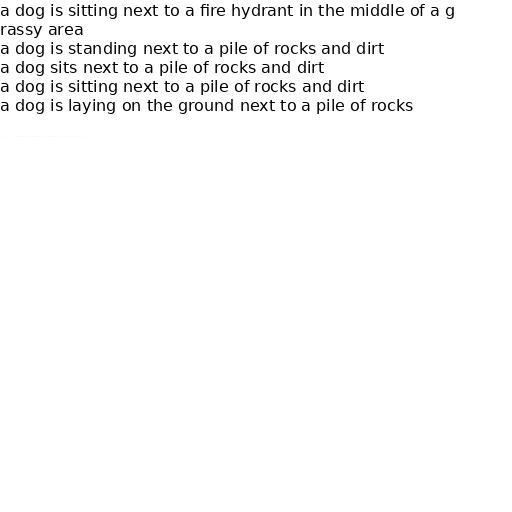 a dog is sitting next to a fire hydrant in the middle of a g
rassy area
a dog is standing next to a pile of rocks and dirt
a dog sits next to a pile of rocks and dirt
a dog is sitting next to a pile of rocks and dirt
a dog is laying on the ground next to a pile of rocks